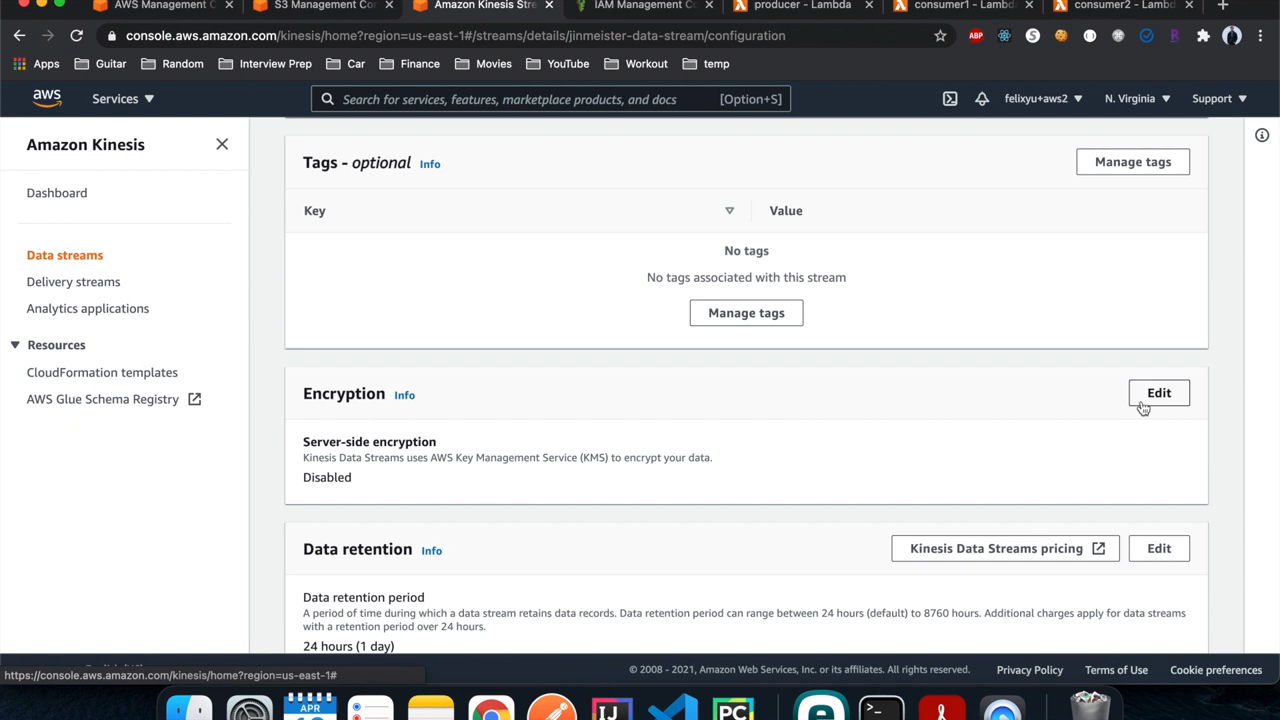 AWS Management C
S3 Management Con
Amazon Kinesis Stre
IAM Management Co
producer - Lambda
consumer1 - Lambd
consumer2 - Lambd
console.aws.amazon.com/kinesis/home?region=us-east-1#/streams/details/jinmeister-data-stream/configuration
ABP
Apps
Guitar
Random
Interview Prep
Car
Finance
Movies
YouTube
Workout
temp
aws
Services
Search for services, features, marketplace products, and docs
[Option+S]
felixyu+aws2
N. Virginia
Support
Amazon Kinesis
Dashboard
Data streams
Delivery streams
Analytics applications
Resources
CloudFormation templates
AWS Glue Schema Registry
Tags - optional Info
Manage tags
Key
Value
No tags
No tags associated with this stream
Manage tags
Encryption Info
Edit
Server-side encryption
Kinesis Data Streams uses AWS Key Management Service (KMS) to encrypt your data.
Disabled
Data retention Info
Kinesis Data Streams pricing
Edit
Data retention period
A period of time during which a data stream retains data records. Data retention period can range between 24 hours (default) to 8760 hours. Additional charges apply for data streams
with a retention period over 24 hours.
24 hours (1 day)
https://console.aws.amazon.com/kinesis/home?region=us-east-1#
© 2008 - 2021, Amazon Web Services, Inc. or its affiliates. All rights reserved.
Privacy Policy
Terms of Use
Cookie preferences
APR
IJ
PC